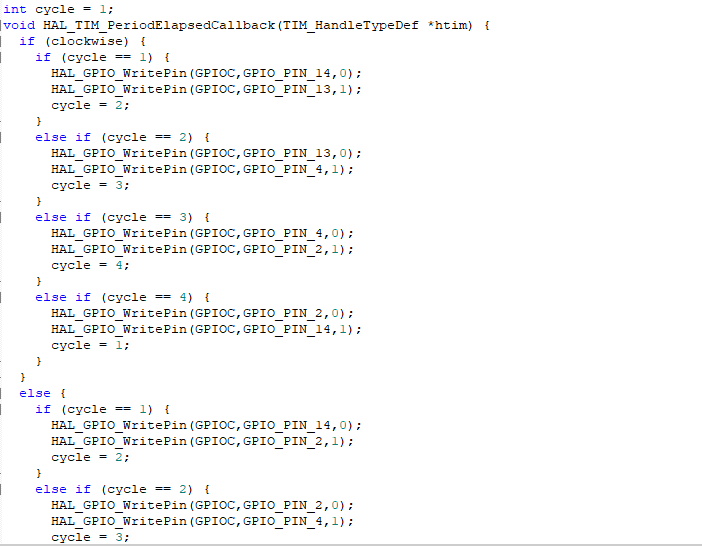 int cycle = 1;
void HAL_TIM_PeriodElapsedCallback(TIM_HandleTypeDef *htim) {
  if (clockwise) {
    if (cycle == 1) {
      HAL_GPIO_WritePin(GPIOC,GPIO_PIN_14,0);
      HAL_GPIO_WritePin(GPIOC,GPIO_PIN_13,1);
      cycle = 2;
    }
    else if (cycle == 2) {
      HAL_GPIO_WritePin(GPIOC,GPIO_PIN_13,0);
      HAL_GPIO_WritePin(GPIOC,GPIO_PIN_4,1);
      cycle = 3;
    }
    else if (cycle == 3) {
      HAL_GPIO_WritePin(GPIOC,GPIO_PIN_4,0);
      HAL_GPIO_WritePin(GPIOC,GPIO_PIN_2,1);
      cycle = 4;
    }
    else if (cycle == 4) {
      HAL_GPIO_WritePin(GPIOC,GPIO_PIN_2,0);
      HAL_GPIO_WritePin(GPIOC,GPIO_PIN_14,1);
      cycle = 1;
    }
  }
  else {
    if (cycle == 1) {
      HAL_GPIO_WritePin(GPIOC,GPIO_PIN_14,0);
      HAL_GPIO_WritePin(GPIOC,GPIO_PIN_2,1);
      cycle = 2;
    }
    else if (cycle == 2) {
      HAL_GPIO_WritePin(GPIOC,GPIO_PIN_2,0);
      HAL_GPIO_WritePin(GPIOC,GPIO_PIN_4,1);
      cycle = 3;